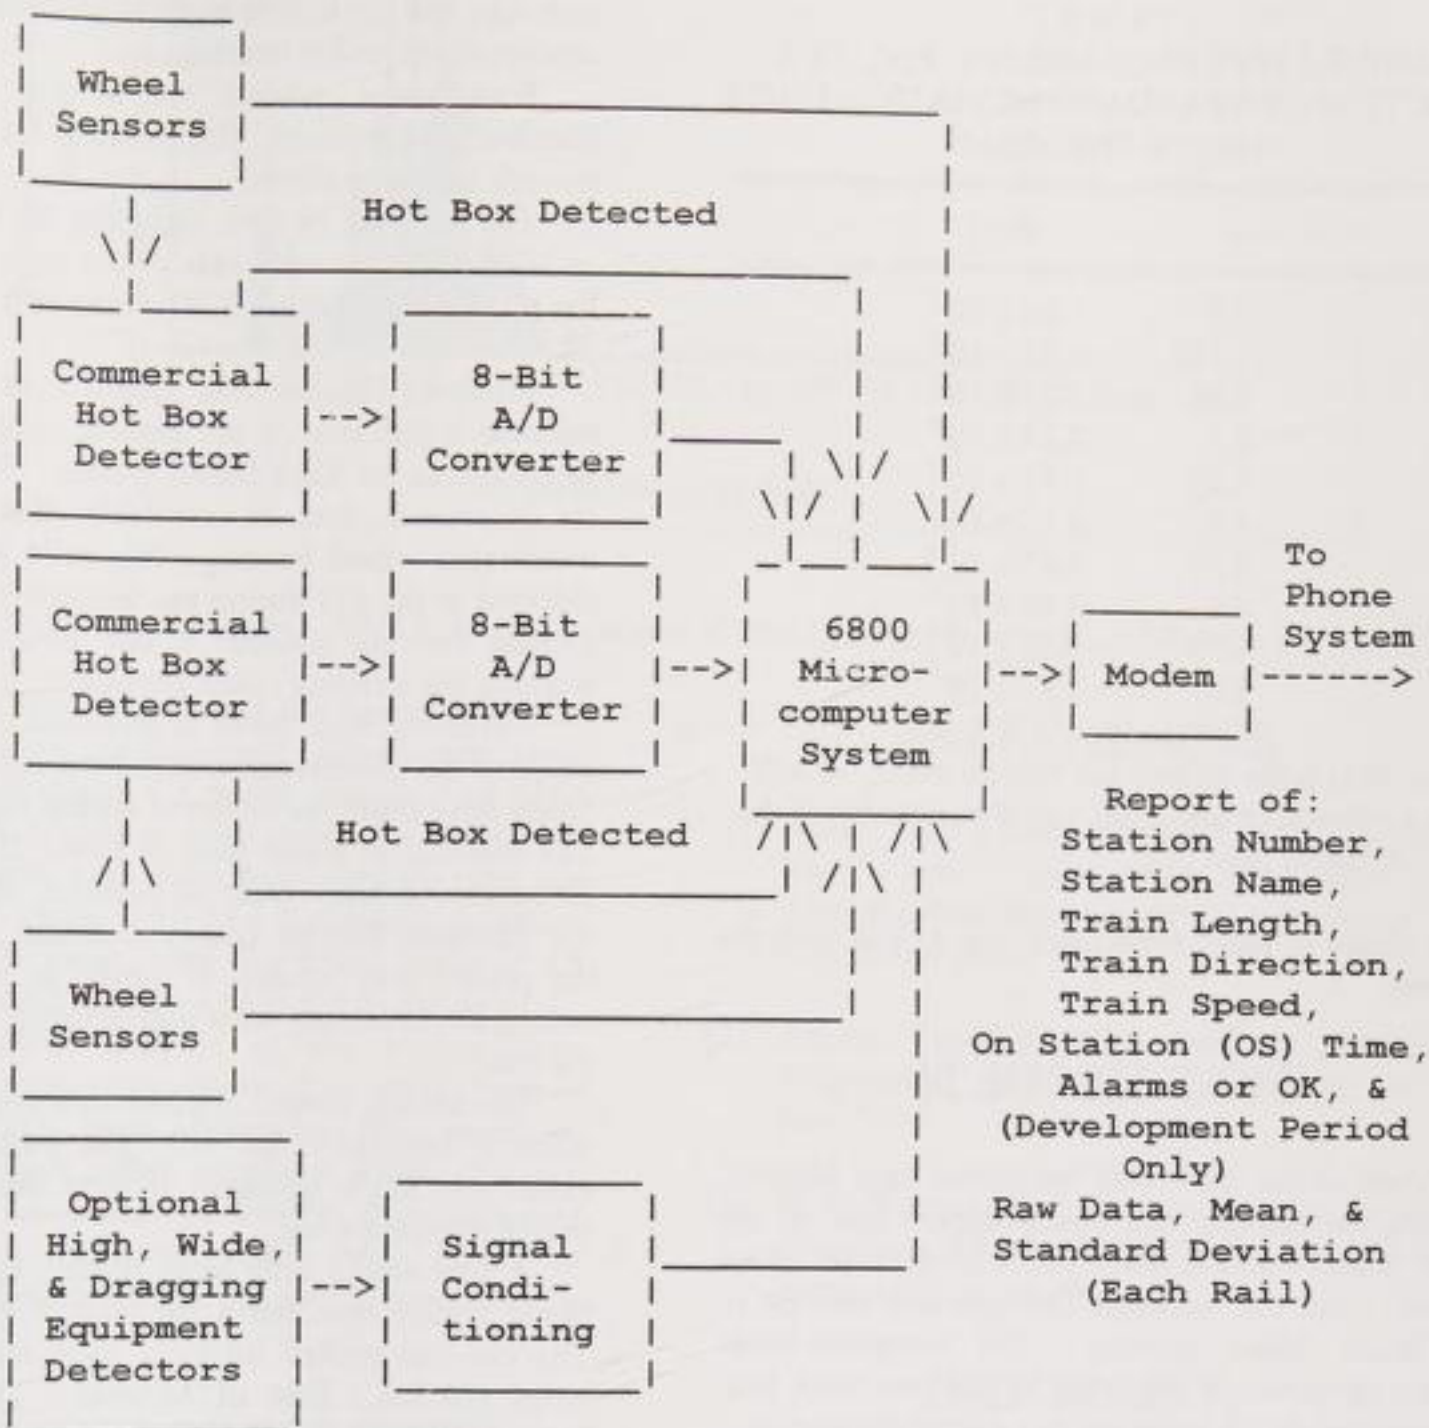 Wheel
Sensors
Hot Box Detected
Commercial
Hot Box
Detector
8-Bit
A/D
Converter
Commercial
Hot Box
Detector
8-Bit
A/D
Converter
6800
Micro-
computer
System
Modem
To
Phone
System
Hot Box Detected
Wheel
Sensors
Report of:
Station Number,
Station Name,
Train Length,
Train Direction,
Train Speed,
On Station (OS) Time,
Alarms or OK, &
(Development Period
Only)
Raw Data, Mean, &
Standard Deviation
(Each Rail)
Optional
High, Wide,
& Dragging
Equipment
Detectors
Signal
Condi-
tioning